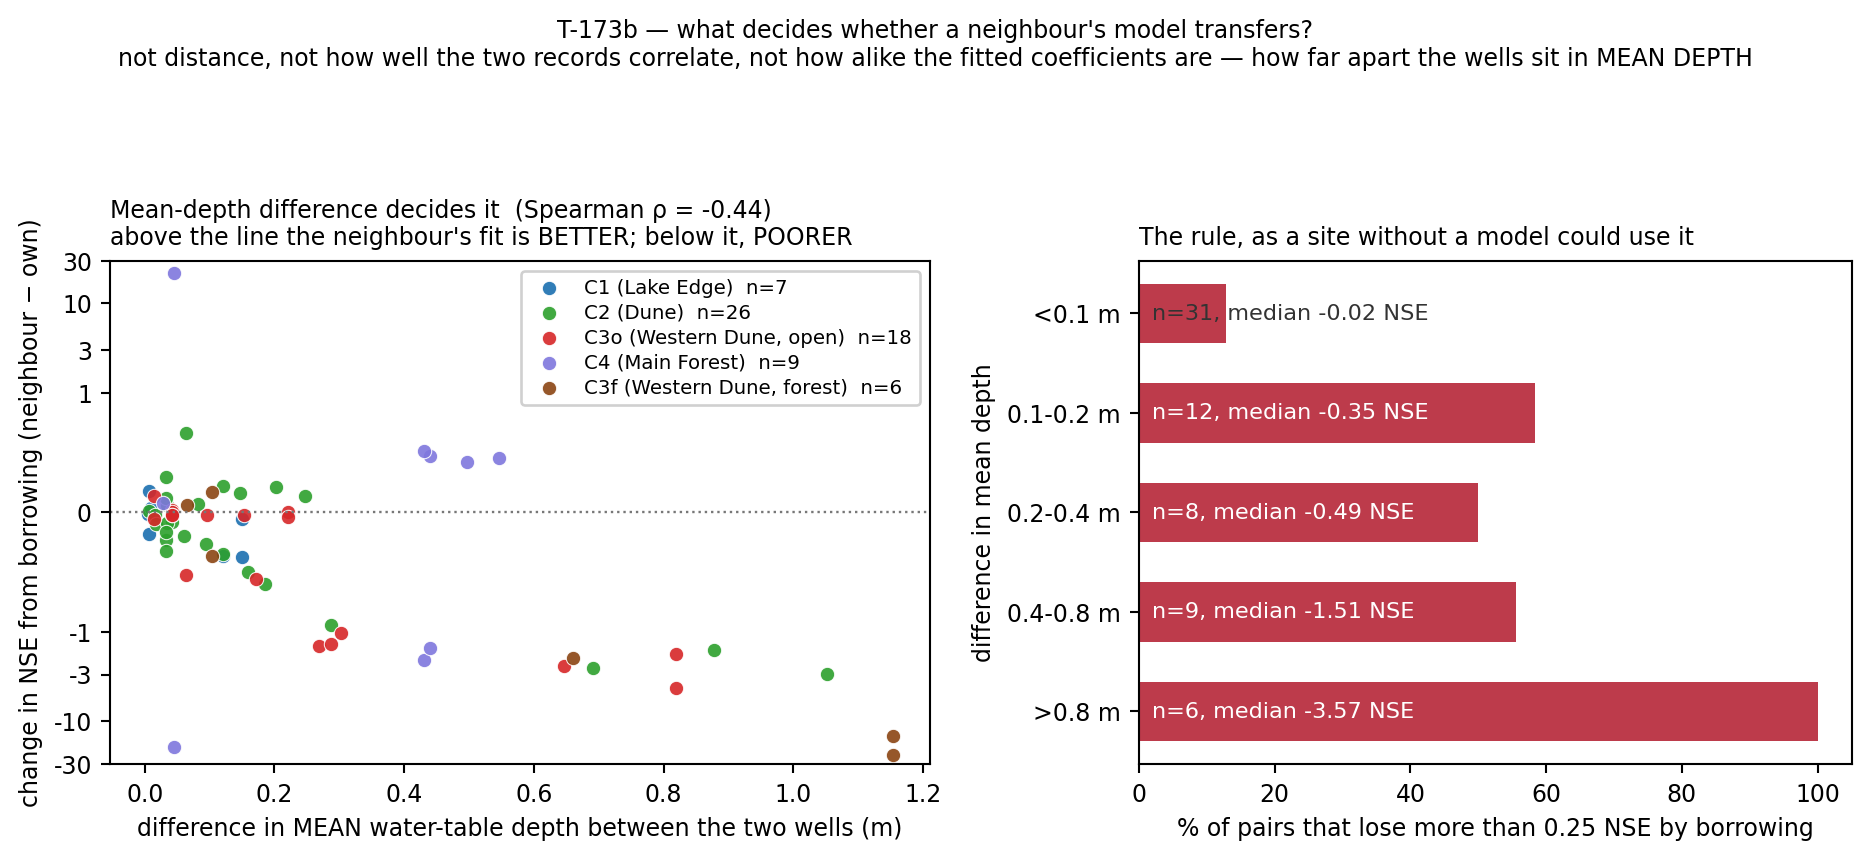 T-173b — what decides whether a neighbour's model transfers?
not distance, not how well the two records correlate, not how alike the fitted coefficients are — how far apart the wells sit in MEAN DEPTH
Mean-depth difference decides it (Spearman ρ = -0.44)
above the line the neighbour's fit is BETTER; below it, POORER
change in NSE from borrowing (neighbour − own)
30
10
3
1
0
-1
-3
-10
-30
C1 (Lake Edge) n=7
C2 (Dune) n=26
C3o (Western Dune, open) n=18
C4 (Main Forest) n=9
C3f (Western Dune, forest) n=6
0.0
0.2
0.4
0.6
0.8
1.0
1.2
difference in MEAN water-table depth between the two wells (m)
The rule, as a site without a model could use it
difference in mean depth
<0.1 m
n=31, median -0.02 NSE
0.1-0.2 m
n=12, median -0.35 NSE
0.2-0.4 m
n=8, median -0.49 NSE
0.4-0.8 m
n=9, median -1.51 NSE
>0.8 m
n=6, median -3.57 NSE
0
20
40
60
80
100
% of pairs that lose more than 0.25 NSE by borrowing